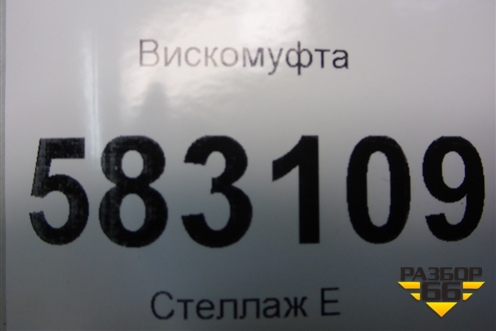 Вискомуфта
583109
Стеллаж Е
РАЗБОР
66